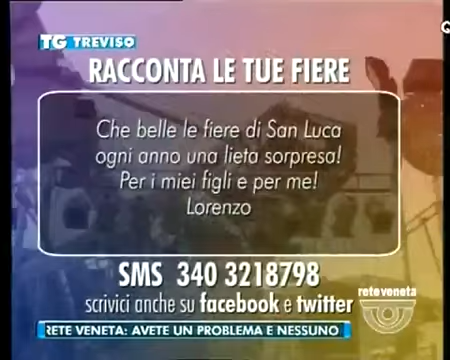 TG TREVISO
RACCONTA LE TUE FIERE
Che belle le fiere di San Luca
ogni anno una lieta sorpresa!
Per i miei figli e per me!
Lorenzo
SMS 340 3218798
scrivici anche su facebook e twitter
reteveneta
RETE VENETA: AVETE UN PROBLEMA E NESSUNO